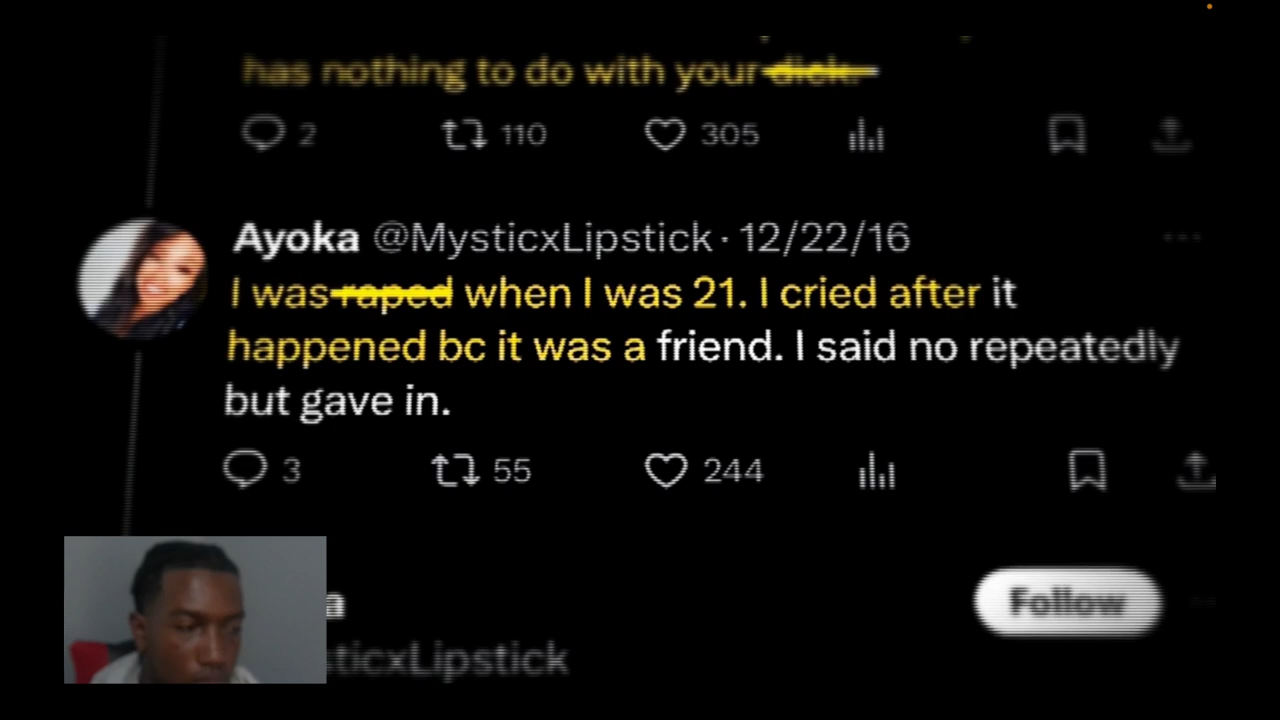 has nothing to do with your dick.
2 110 305
Ayoka @MysticxLipstick · 12/22/16 ...
I was raped when I was 21. I cried after it
happened bc it was a friend. I said no repeatedly
but gave in.
3 55 244
a Follow
sticxLipstick